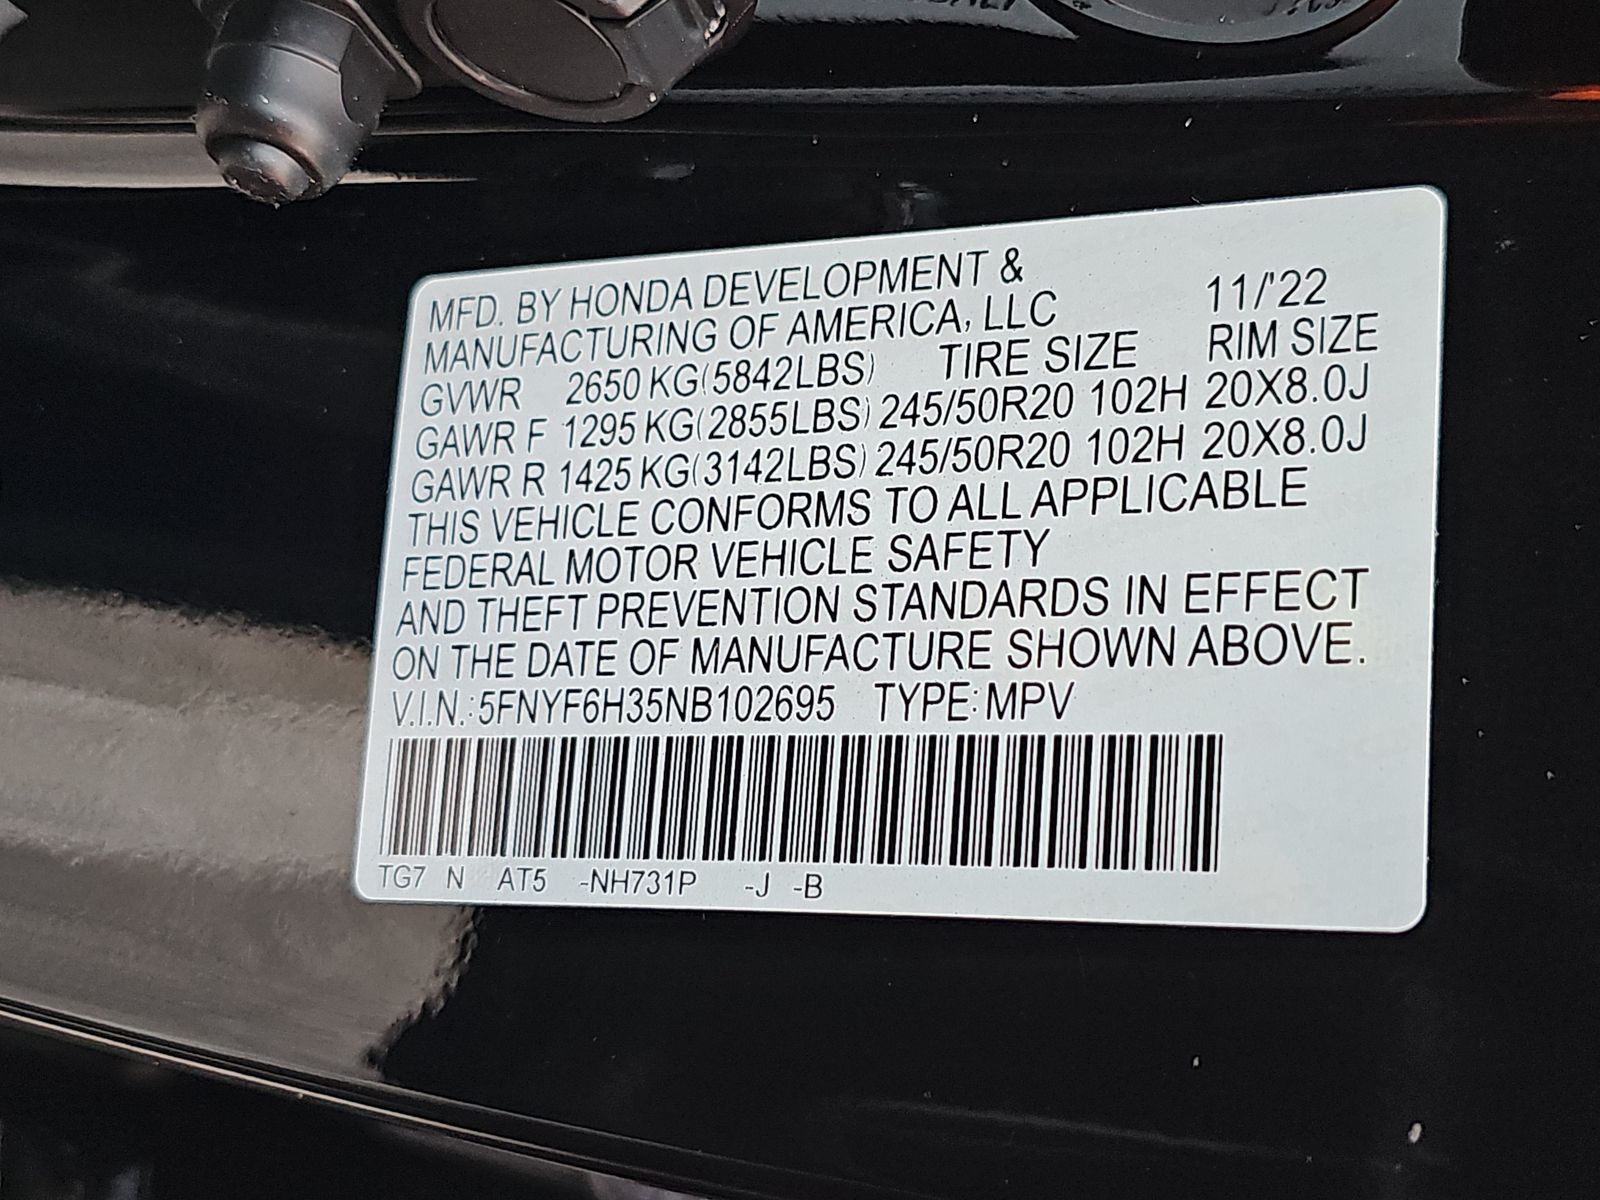 MFD. BY HONDA DEVELOPMENT &
MANUFACTURING OF AMERICA, LLC 11/'22
GVWR 2650 KG(5842LBS) TIRE SIZE RIM SIZE
GAWR F 1295 KG(2855LBS) 245/50R20 102H 20X8.0J
GAWR R 1425 KG(3142LBS) 245/50R20 102H 20X8.0J
THIS VEHICLE CONFORMS TO ALL APPLICABLE
FEDERAL MOTOR VEHICLE SAFETY
AND THEFT PREVENTION STANDARDS IN EFFECT
ON THE DATE OF MANUFACTURE SHOWN ABOVE.
V.I.N.:5FNYF6H35NB102695 TYPE:MPV
TG7 N AT5 -NH731P -J -B